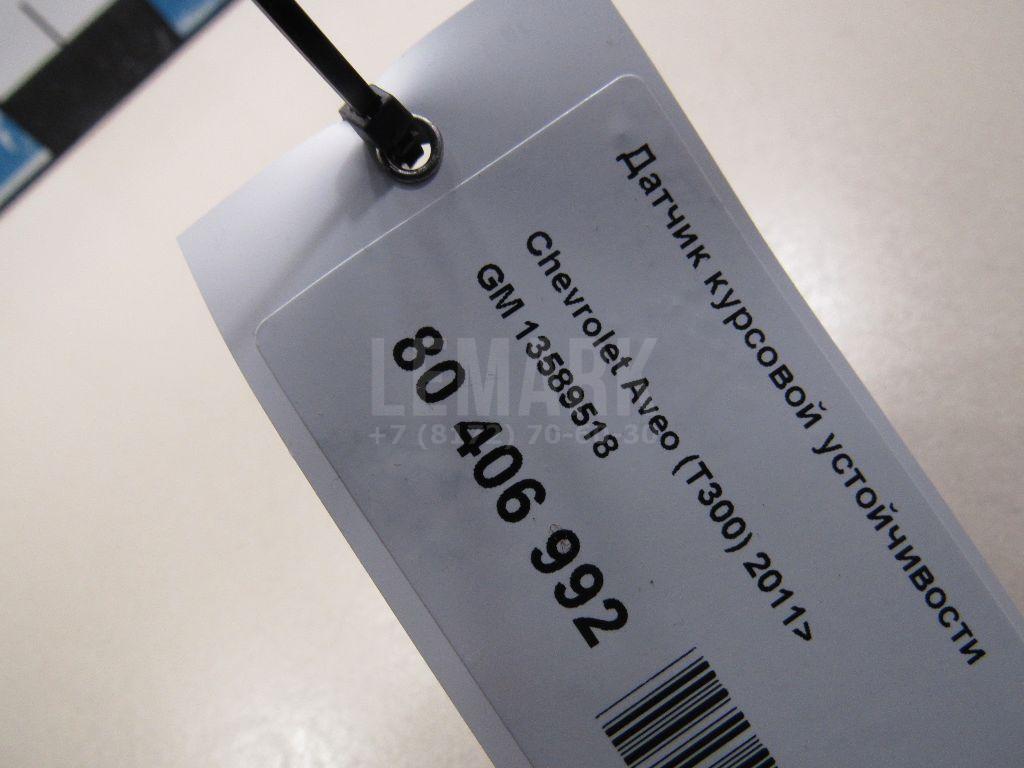 Датчик курсовой устойчивости
Chevrolet Aveo (T300) 2011>
GM 13589518
80 406 992
LEMARK